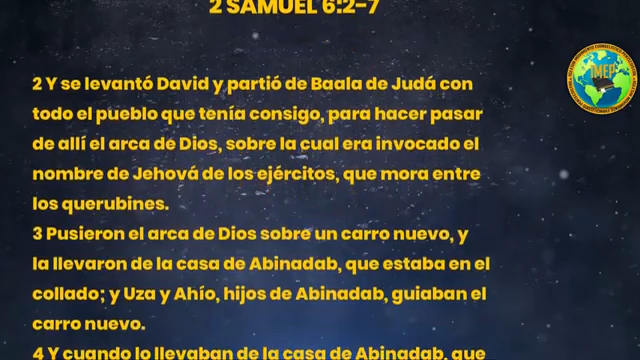 2 SAMUEL 6:2-7
2 Y se levantó David y partió de Baala de Judá con
todo el pueblo que tenía consigo, para hacer pasar
de allí el arca de Dios, sobre la cual era invocado el
nombre de Jehová de los ejércitos, que mora entre
los querubines.
3 Pusieron el arca de Dios sobre un carro nuevo, y
la llevaron de la casa de Abinadab, que estaba en el
collado; y Uza y Ahío, hijos de Abinadab, guiaban el
carro nuevo.
4 Y cuando lo llevaban de la casa de Abinadab, que
IMEP